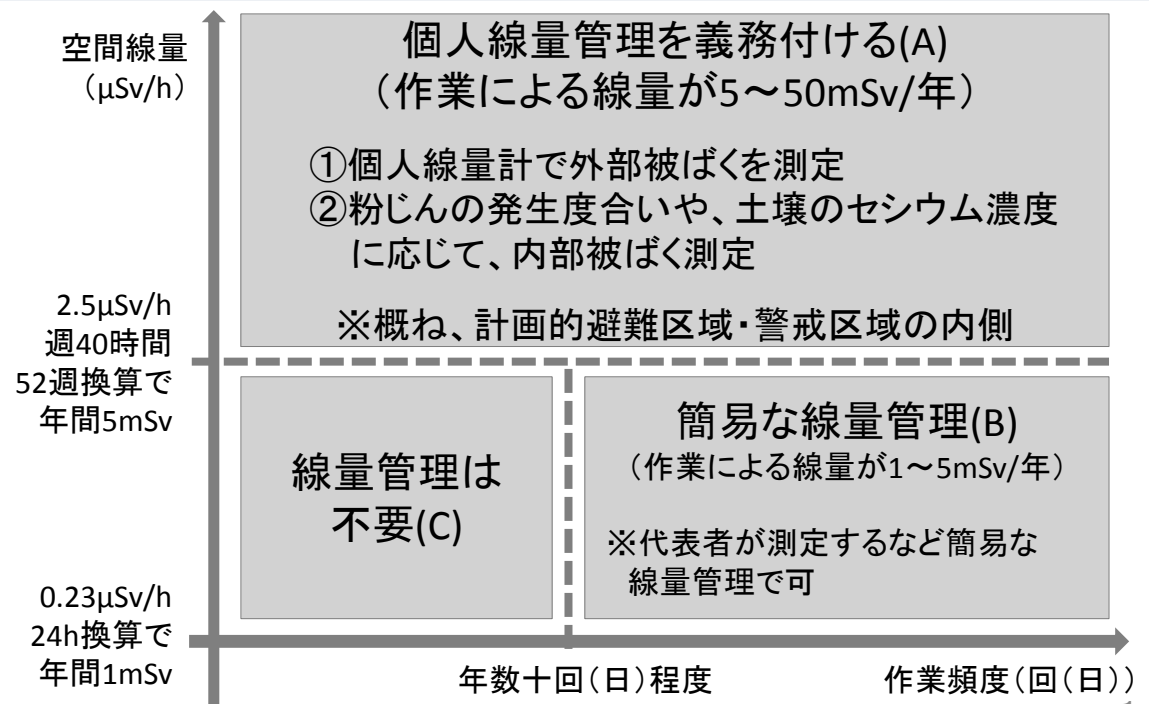 空間線量
（μSv/h）
個人線量管理を義務付ける(A)
（作業による線量が5～50mSv/年）
①個人線量計で外部被ばくを測定
②粉じんの発生度合いや、土壌のセシウム濃度
に応じて、内部被ばく測定
※概ね、計画的避難区域・警戒区域の内側
2.5μSv/h
週40時間
52週換算で
年間5mSv
線量管理は
不要(C)
簡易な線量管理(B)
（作業による線量が1～5mSv/年）
※代表者が測定するなど簡易な
線量管理で可
0.23μSv/h
24h換算で
年間1mSv
年数十回（日）程度
作業頻度（回（日））